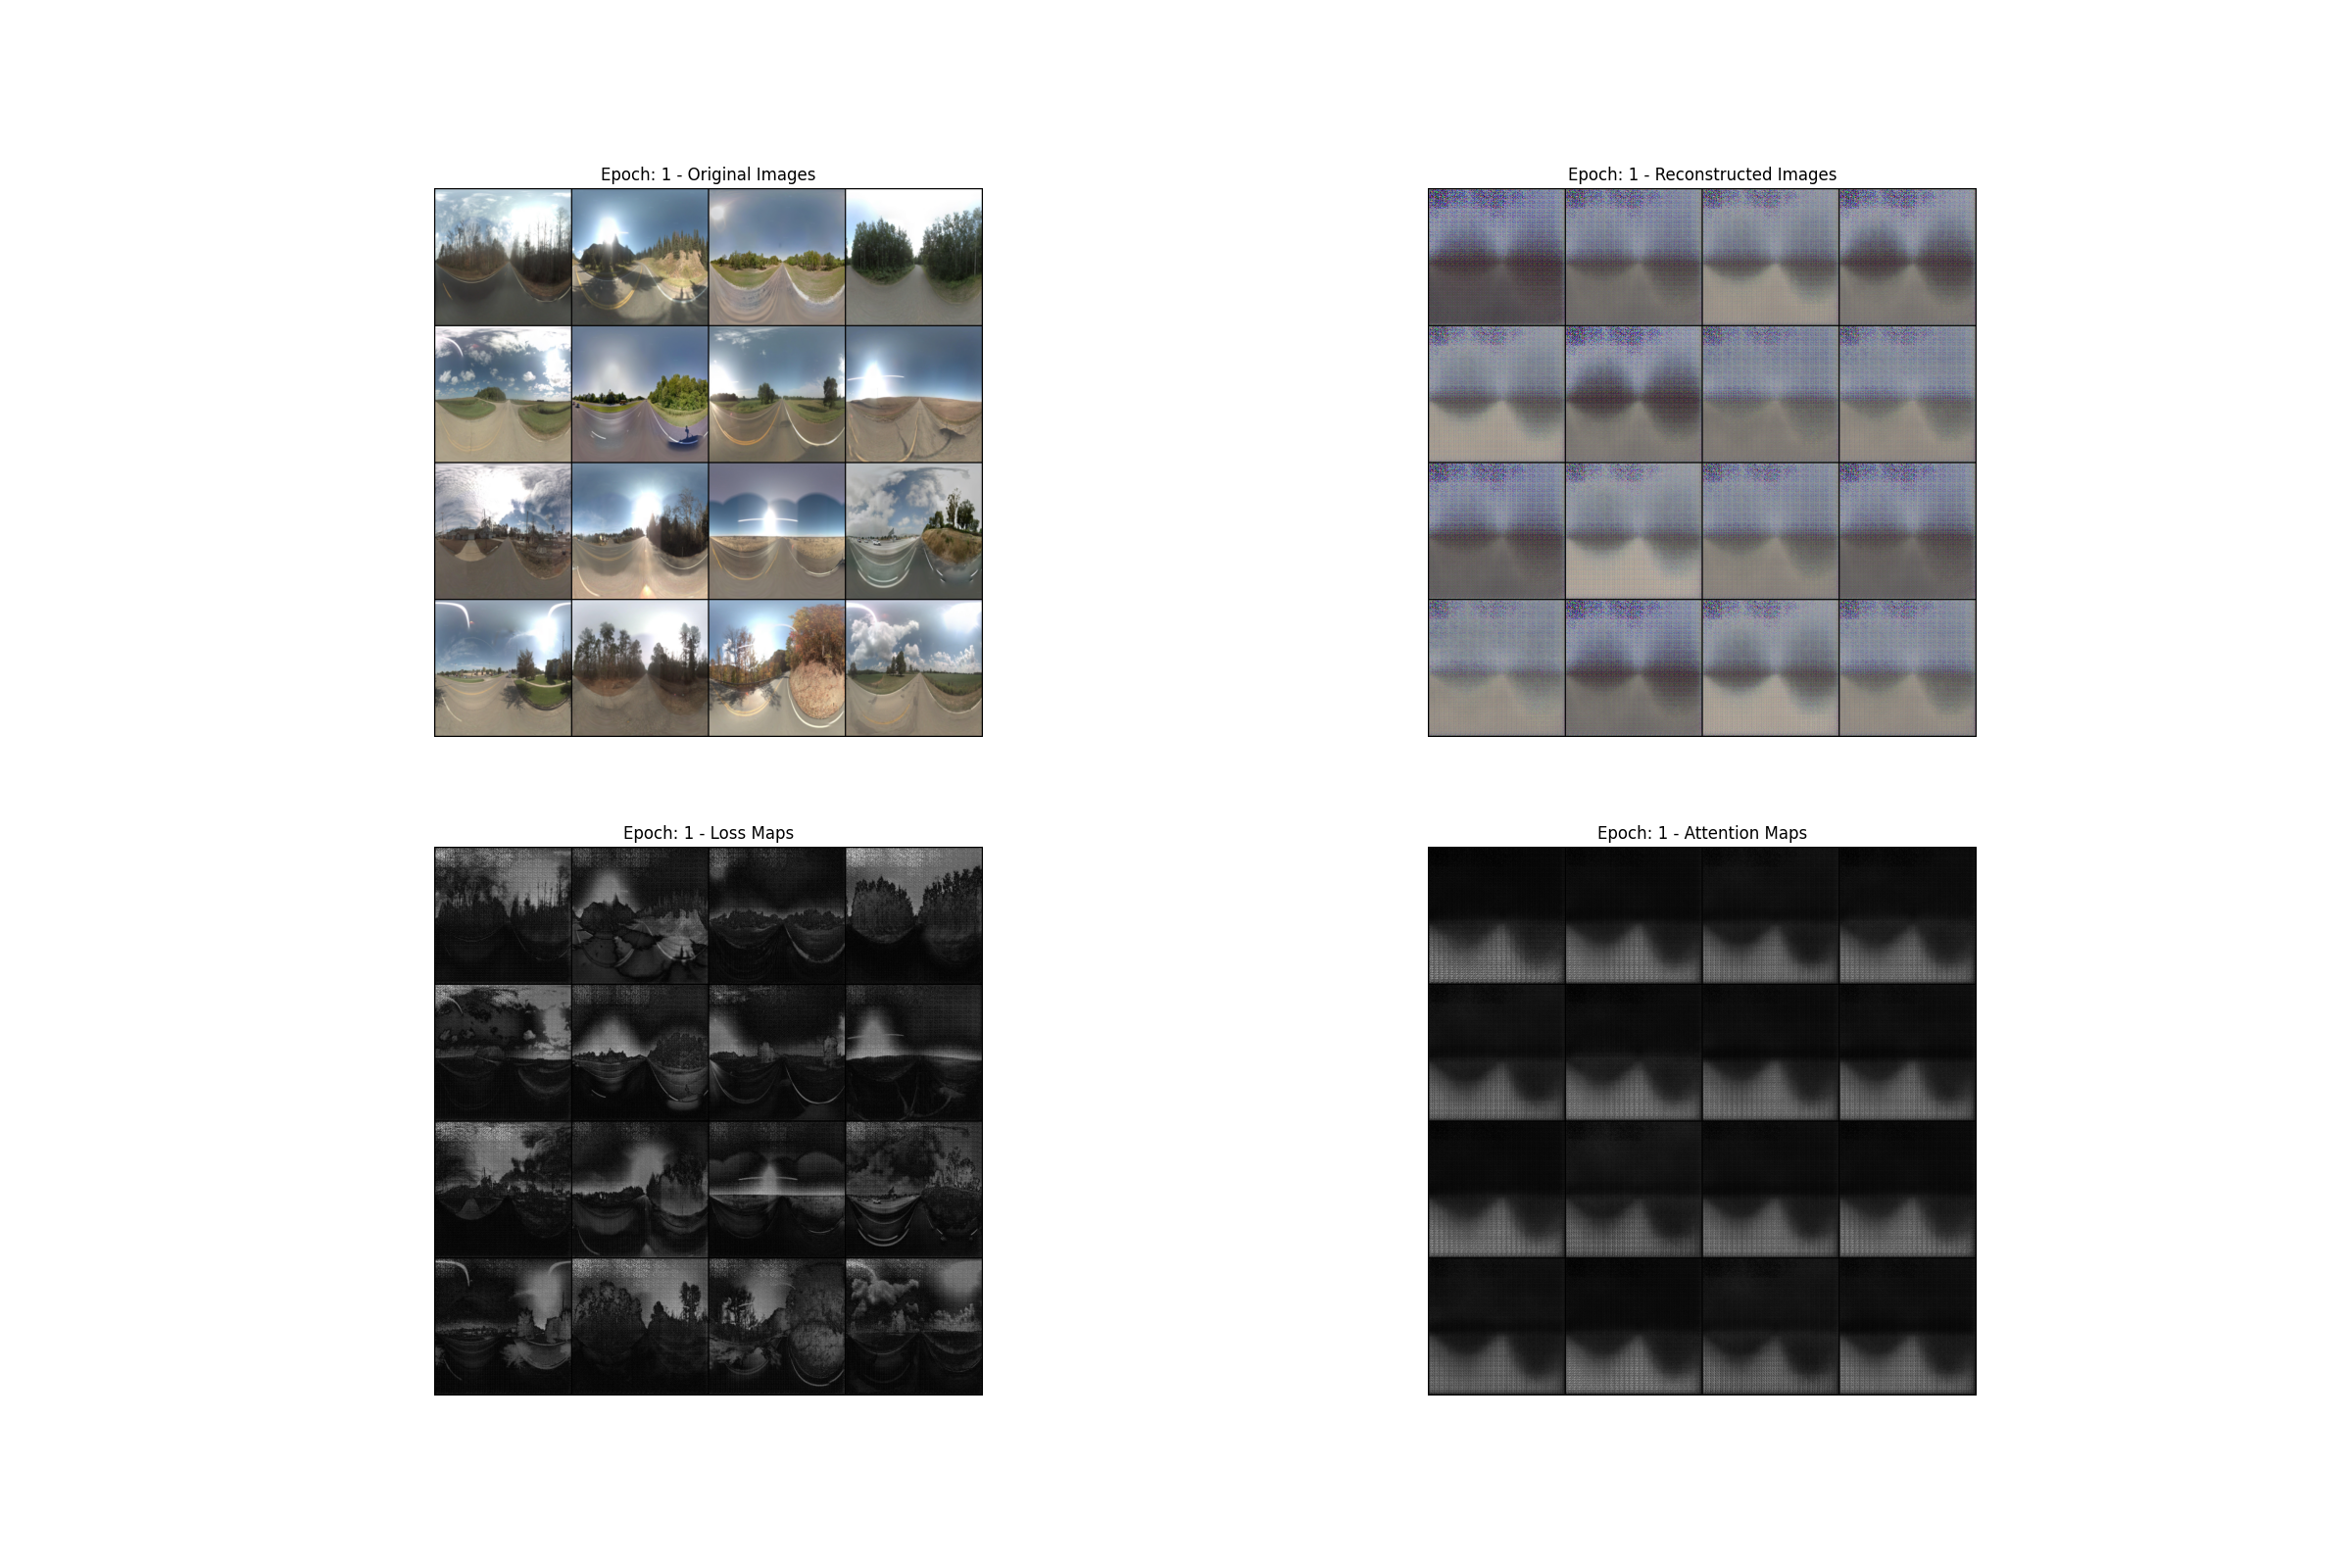 Epoch: 1 - Original Images
Epoch: 1 - Reconstructed Images
Epoch: 1 - Loss Maps
Epoch: 1 - Attention Maps